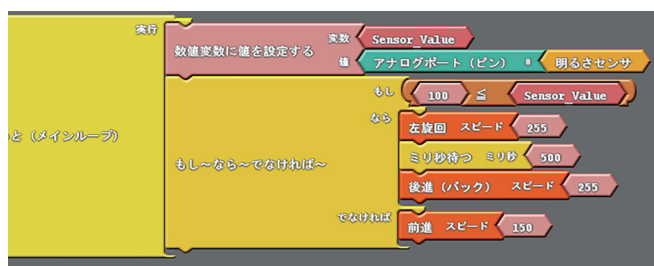 実行
数値変数に値を設定する 変数 Sensor_Value
値 アナログポート(ピン) # 明るさセンサ
もし 100 ≦ Sensor_Value
なら 左旋回 スピード 255
っと(メインループ)
もし~なら~でなければ~ ミリ秒待つ ミリ秒 500
後進(バック) スピード 255
でなければ 前進 スピード 150